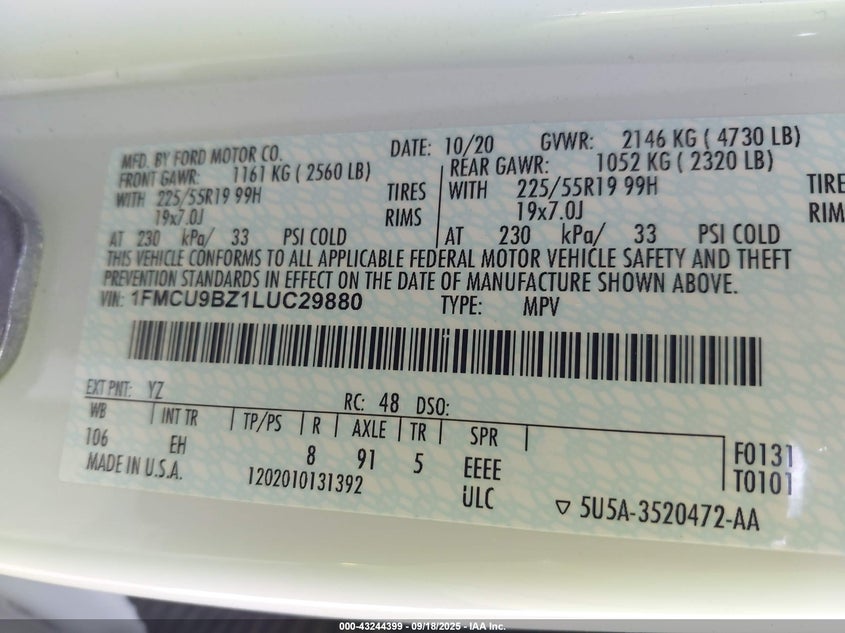 MFD. BY FORD MOTOR CO. DATE: 10/20 GVWR: 2146 KG ( 4730 LB)
FRONT GAWR: 1161 KG ( 2560 LB) REAR GAWR: 1052 KG ( 2320 LB)
WITH 225/55R19 99H TIRES WITH 225/55R19 99H TIRE
19x7.0J RIMS 19x7.0J RIM
AT 230 kPa/ 33 PSI COLD AT 230 kPa/ 33 PSI COLD
THIS VEHICLE CONFORMS TO ALL APPLICABLE FEDERAL MOTOR VEHICLE SAFETY AND THEFT
PREVENTION STANDARDS IN EFFECT ON THE DATE OF MANUFACTURE SHOWN ABOVE.
VIN: 1FMCU9BZ1LUC29880 TYPE: MPV
EXT PNT: YZ RC: 48 DSO:
WB INT TR TP/PS R AXLE TR SPR
106 EH 8 91 5 EEEE F0131
MADE IN U.S.A. 1202010131392 ULC T0101
▽ 5U5A-3520472-AA
000-43244399 - 09/18/2025 - IAA Inc.